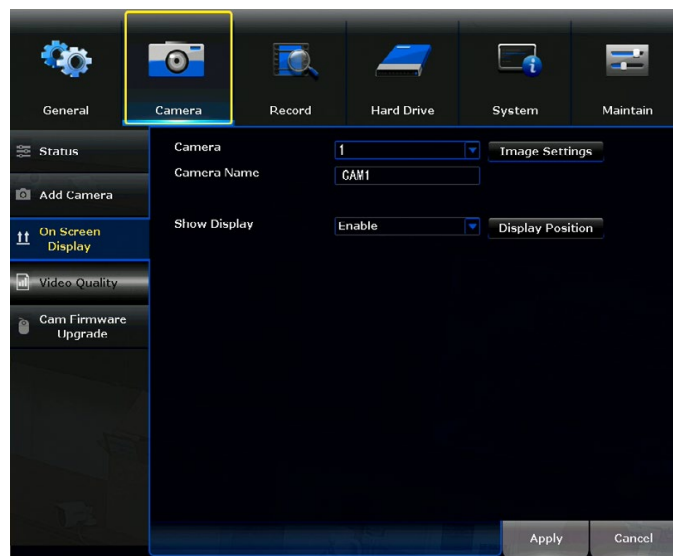 General Camera Record Hard Drive System Maintain
Status
Add Camera
On Screen
Display
Video Quality
Cam Firmware
Upgrade
Camera 1 Image Settings
Camera Name CAM1
Show Display Enable Display Position
Apply Cancel